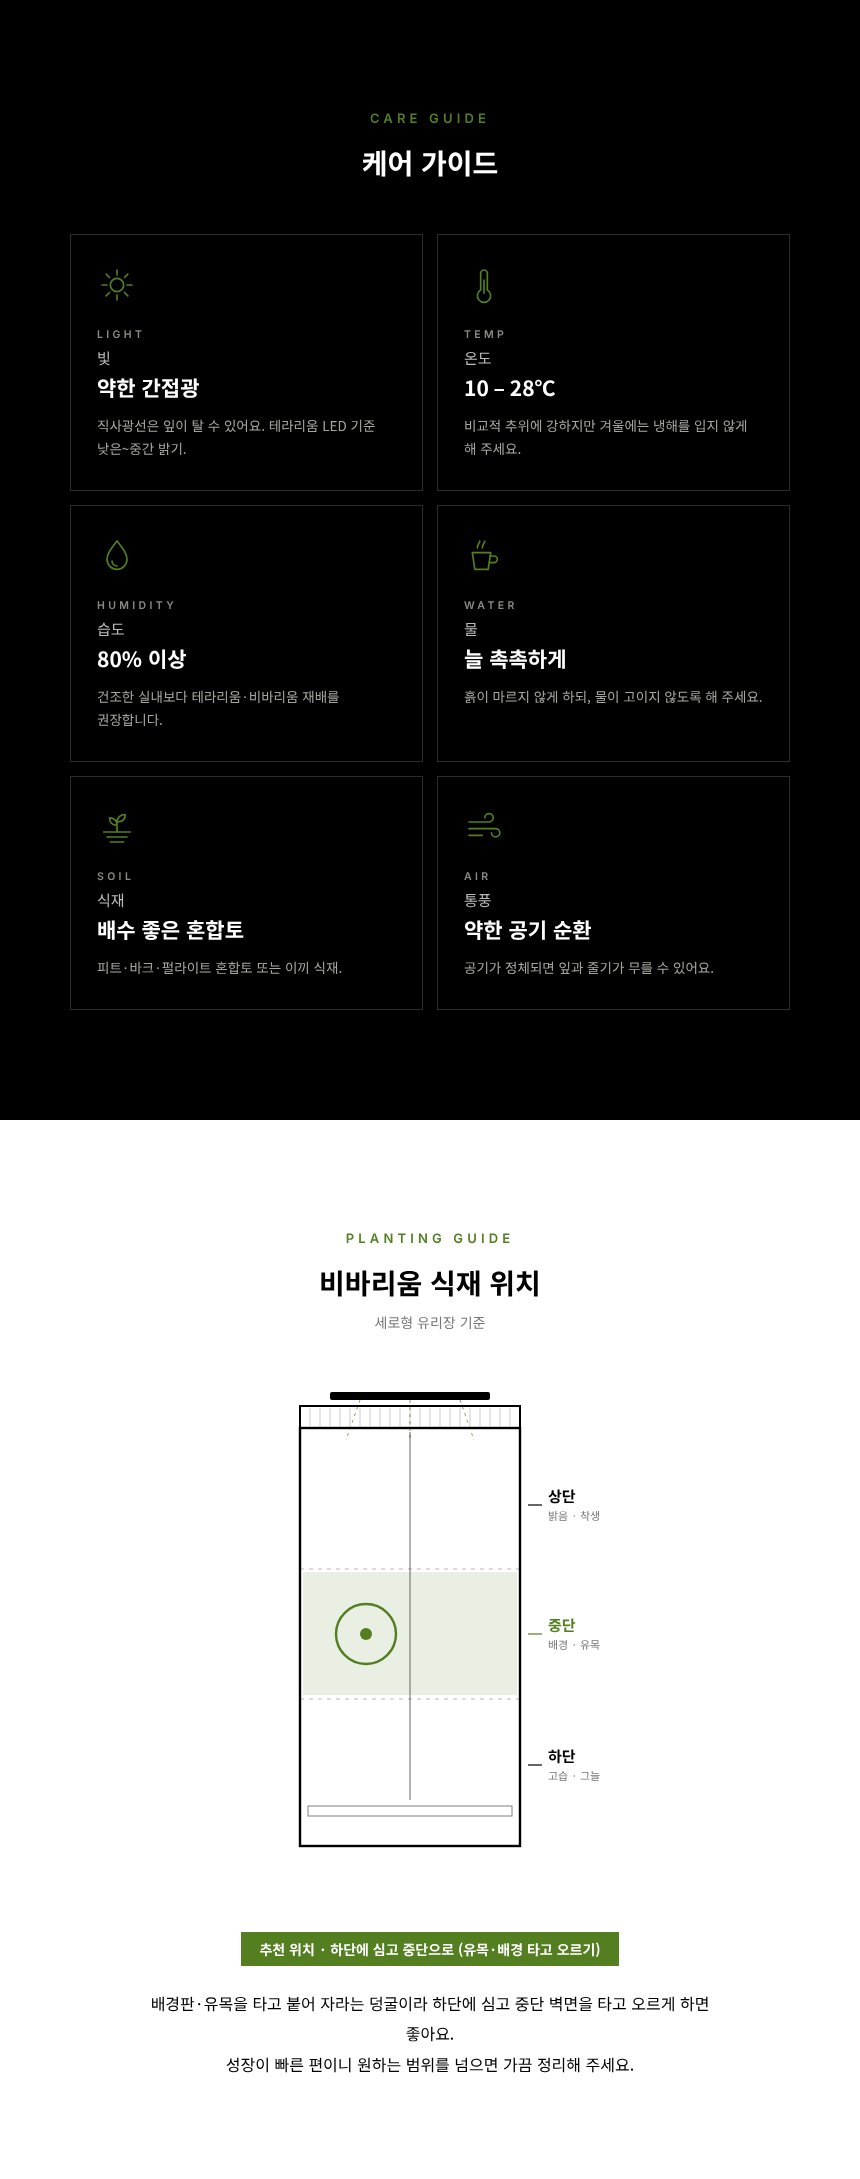 CARE GUIDE
케어 가이드
LIGHT
빛
약한 간접광
직사광선은 잎이 탈 수 있어요. 테라리움 LED 기준
낮은~중간 밝기.
TEMP
온도
10 – 28℃
비교적 추위에 강하지만 겨울에는 냉해를 입지 않게
해 주세요.
HUMIDITY
습도
80% 이상
건조한 실내보다 테라리움·비바리움 재배를
권장합니다.
WATER
물
늘 촉촉하게
흙이 마르지 않게 하되, 물이 고이지 않도록 해 주세요.
SOIL
식재
배수 좋은 혼합토
피트·바크·펄라이트 혼합토 또는 이끼 식재.
AIR
통풍
약한 공기 순환
공기가 정체되면 잎과 줄기가 무를 수 있어요.
PLANTING GUIDE
비바리움 식재 위치
세로형 유리장 기준
상단
밝음 · 착생
중단
배경 · 유목
하단
고습 · 그늘
추천 위치 · 하단에 심고 중단으로 (유목·배경 타고 오르기)
배경판·유목을 타고 붙어 자라는 덩굴이라 하단에 심고 중단 벽면을 타고 오르게 하면
좋아요.
성장이 빠른 편이니 원하는 범위를 넘으면 가끔 정리해 주세요.